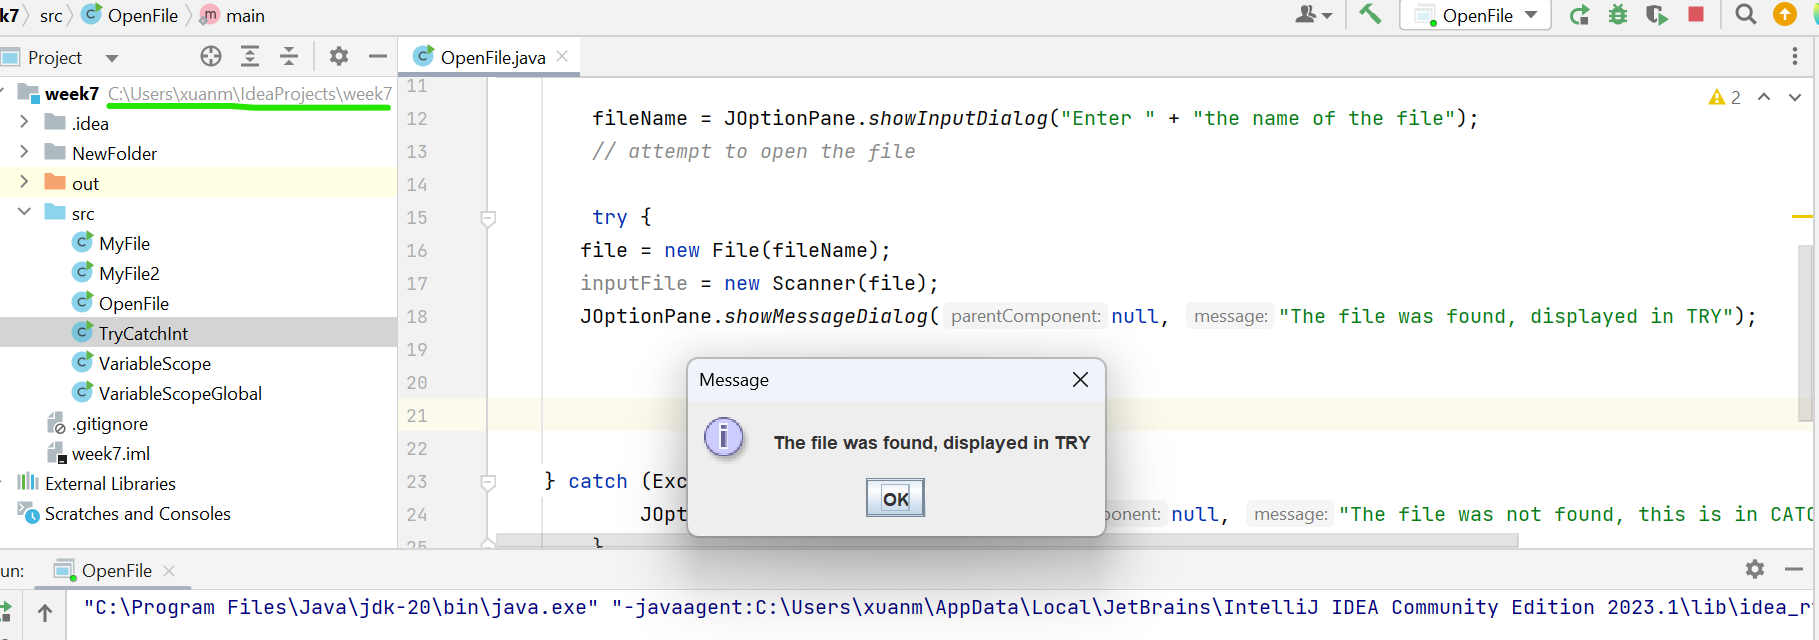 k7 src OpenFile m main OpenFile
Project OpenFile.java
week7 C:\Users\xuanm\IdeaProjects\week7
.idea
NewFolder
out
src
C MyFile
C MyFile2
C OpenFile
C TryCatchInt
C VariableScope
C VariableScopeGlobal
.gitignore
week7.iml
External Libraries
Scratches and Consoles
2
11
12 fileName = JOptionPane.showInputDialog("Enter " + "the name of the file");
13 // attempt to open the file
14
15 try {
16 file = new File(fileName);
17 inputFile = new Scanner(file);
18 JOptionPane.showMessageDialog( parentComponent: null, message: "The file was found, displayed in TRY");
19
20
21
22
23 } catch (Exc
24 JOpt ponent: null, message: "The file was not found, this is in CATC
25 }
Message
i The file was found, displayed in TRY
OK
un: OpenFile
"C:\Program Files\Java\jdk-20\bin\java.exe" "-javaagent:C:\Users\xuanm\AppData\Local\JetBrains\IntelliJ IDEA Community Edition 2023.1\lib\idea_r